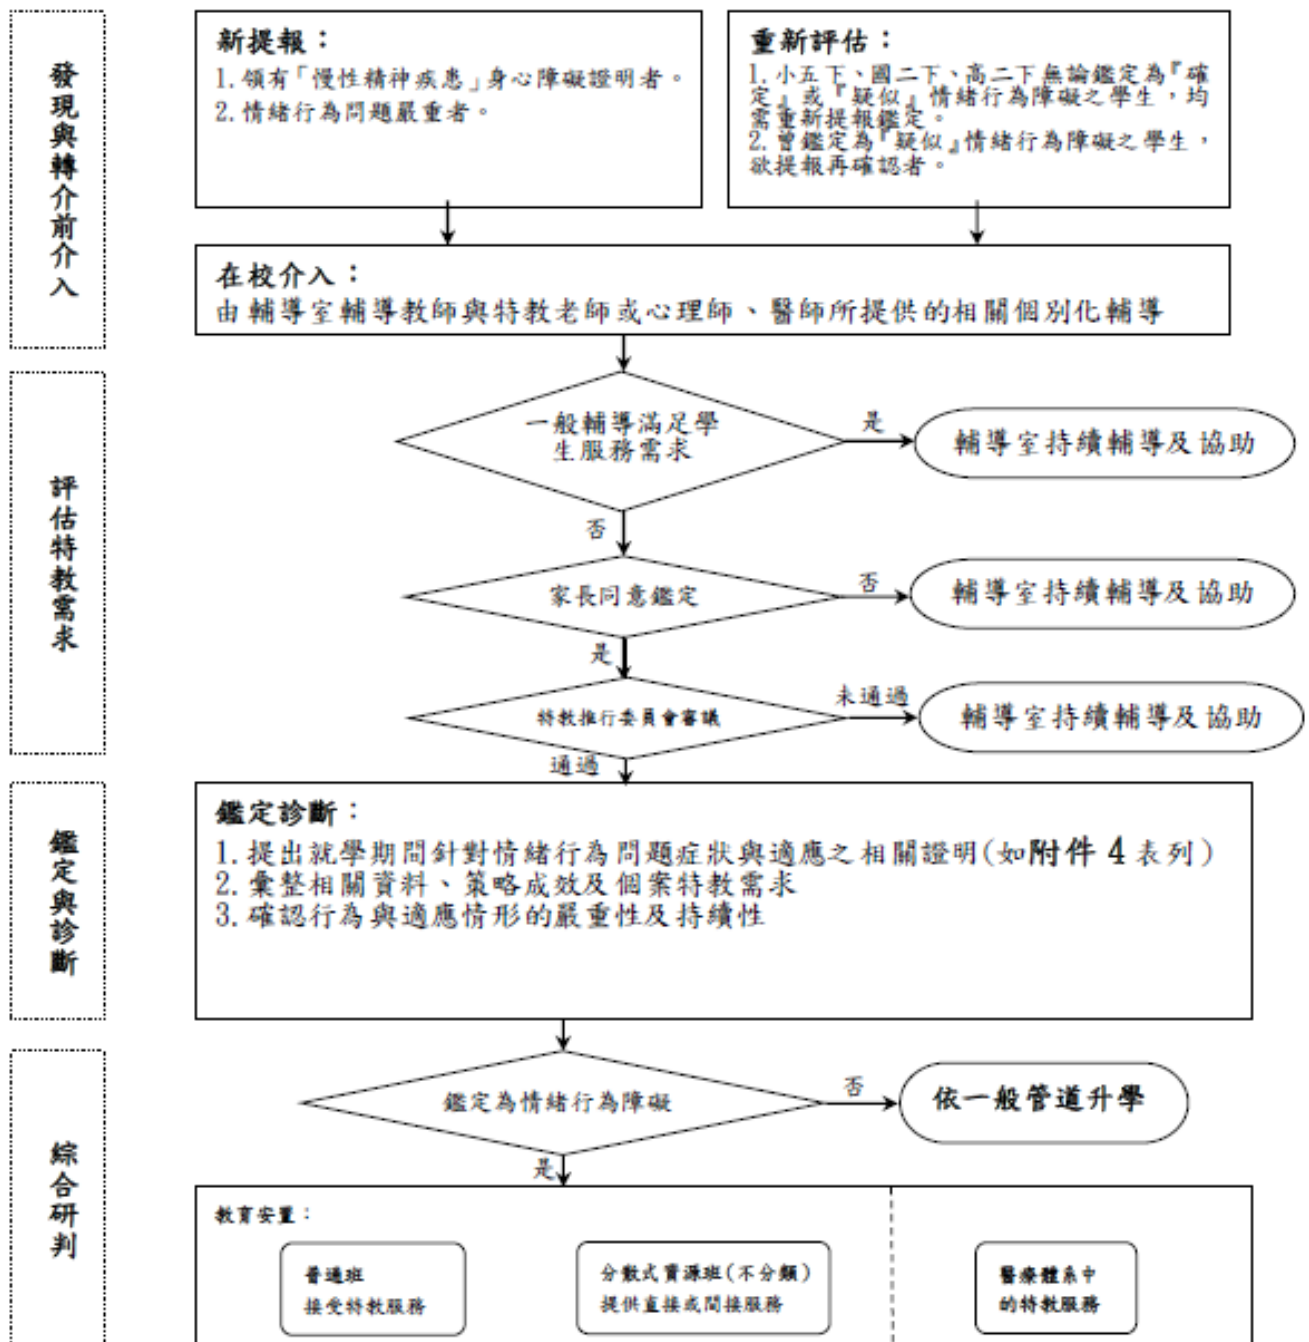 發現與轉介前介入
新提報：
1.領有「慢性精神疾患」身心障礙證明者。
2.情緒行為問題嚴重者。
重新評估：
1.小五下、國二下、高二下無論鑑定為『確
定』或『疑似』情緒行為障礙之學生，均
需重新提報鑑定。
2.曾鑑定為『疑似』情緒行為障礙之學生，
欲提報再確認者。
在校介入：
由輔導室輔導教師與特教老師或心理師、醫師所提供的相關個別化輔導
評估特教需求
一般輔導滿足學
生服務需求
是
輔導室持續輔導及協助
否
家長同意鑑定
否
輔導室持續輔導及協助
是
特教推行委員會審議
未通過
輔導室持續輔導及協助
通過
鑑定與診斷
鑑定診斷：
1.提出就學期間針對情緒行為問題症狀與適應之相關證明(如附件 4 表列)
2.彙整相關資料、策略成效及個案特教需求
3.確認行為與適應情形的嚴重性及持續性
綜合研判
鑑定為情緒行為障礙
否
依一般管道升學
是
教育安置：
普通班
接受特教服務
分散式資源班(不分類)
提供直接或間接服務
醫療體系中
的特教服務